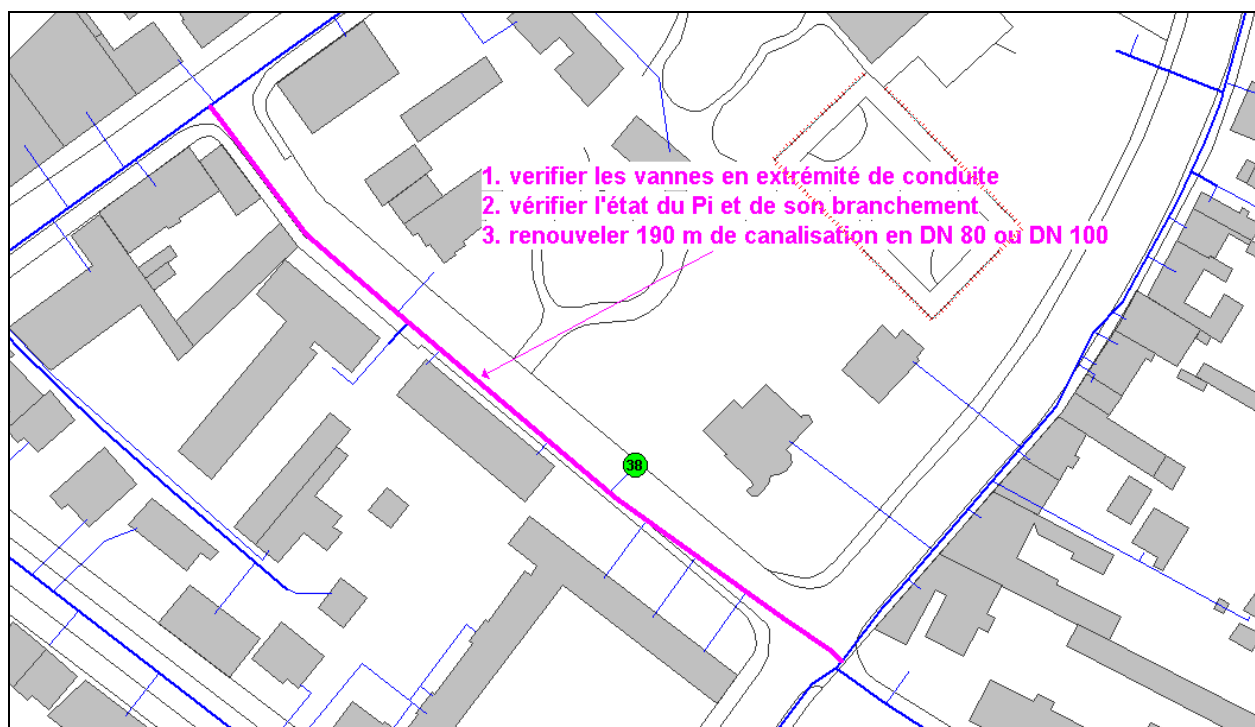 1. verifier les vannes en extrémité de conduite
2. vérifier l'état du Pi et de son branchement
3. renouveler 190 m de canalisation en DN 80 ou DN 100
38